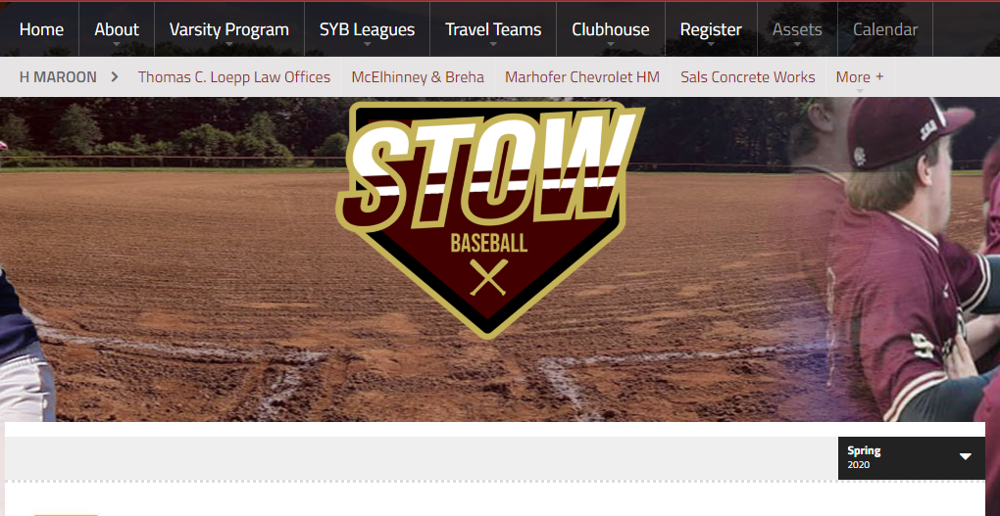 Home About Varsity Program SYB Leagues Travel Teams Clubhouse Register Assets Calendar
H MAROON Thomas C. Loepp Law Offices McElhinney & Breha Marhofer Chevrolet HM Sals Concrete Works More +
STOW
BASEBALL
Spring
2020